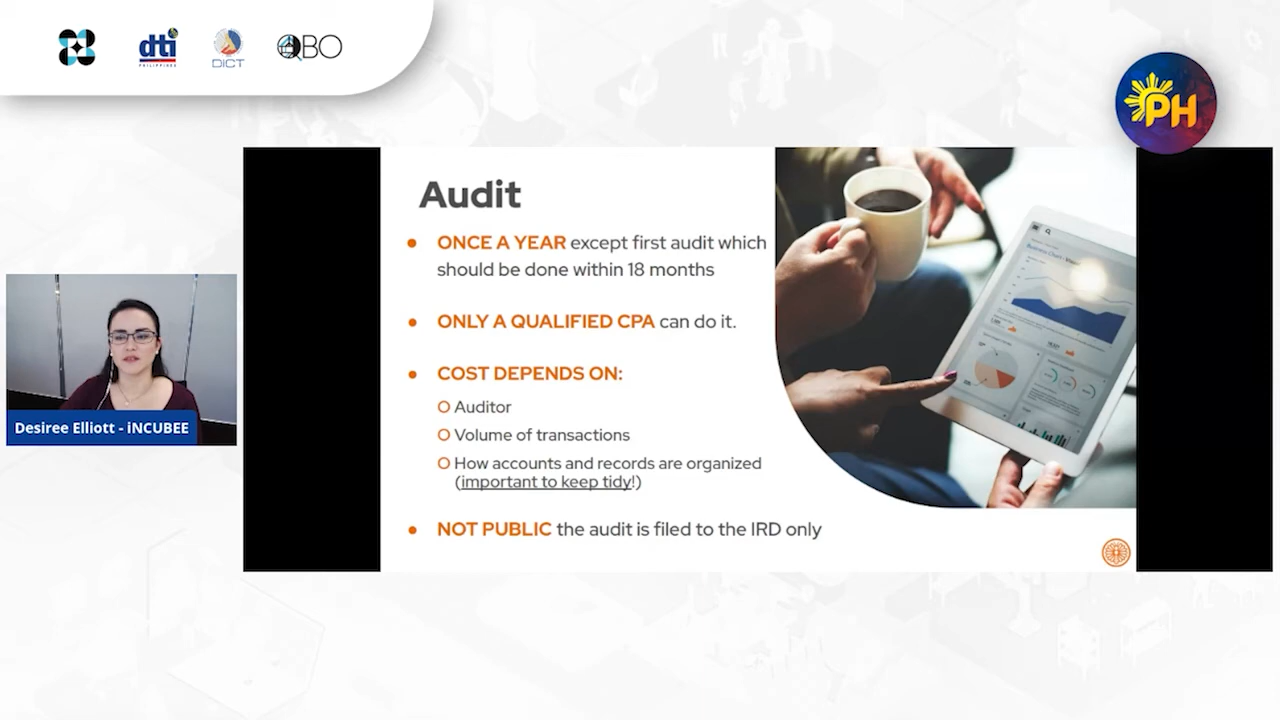 dti
PHILIPPINES
DICT
QBO
PH
Audit
ONCE A YEAR except first audit which
should be done within 18 months
ONLY A QUALIFIED CPA can do it.
COST DEPENDS ON:
Auditor
Volume of transactions
How accounts and records are organized
(important to keep tidy!)
NOT PUBLIC the audit is filed to the IRD only
Desiree Elliott - iNCUBEE